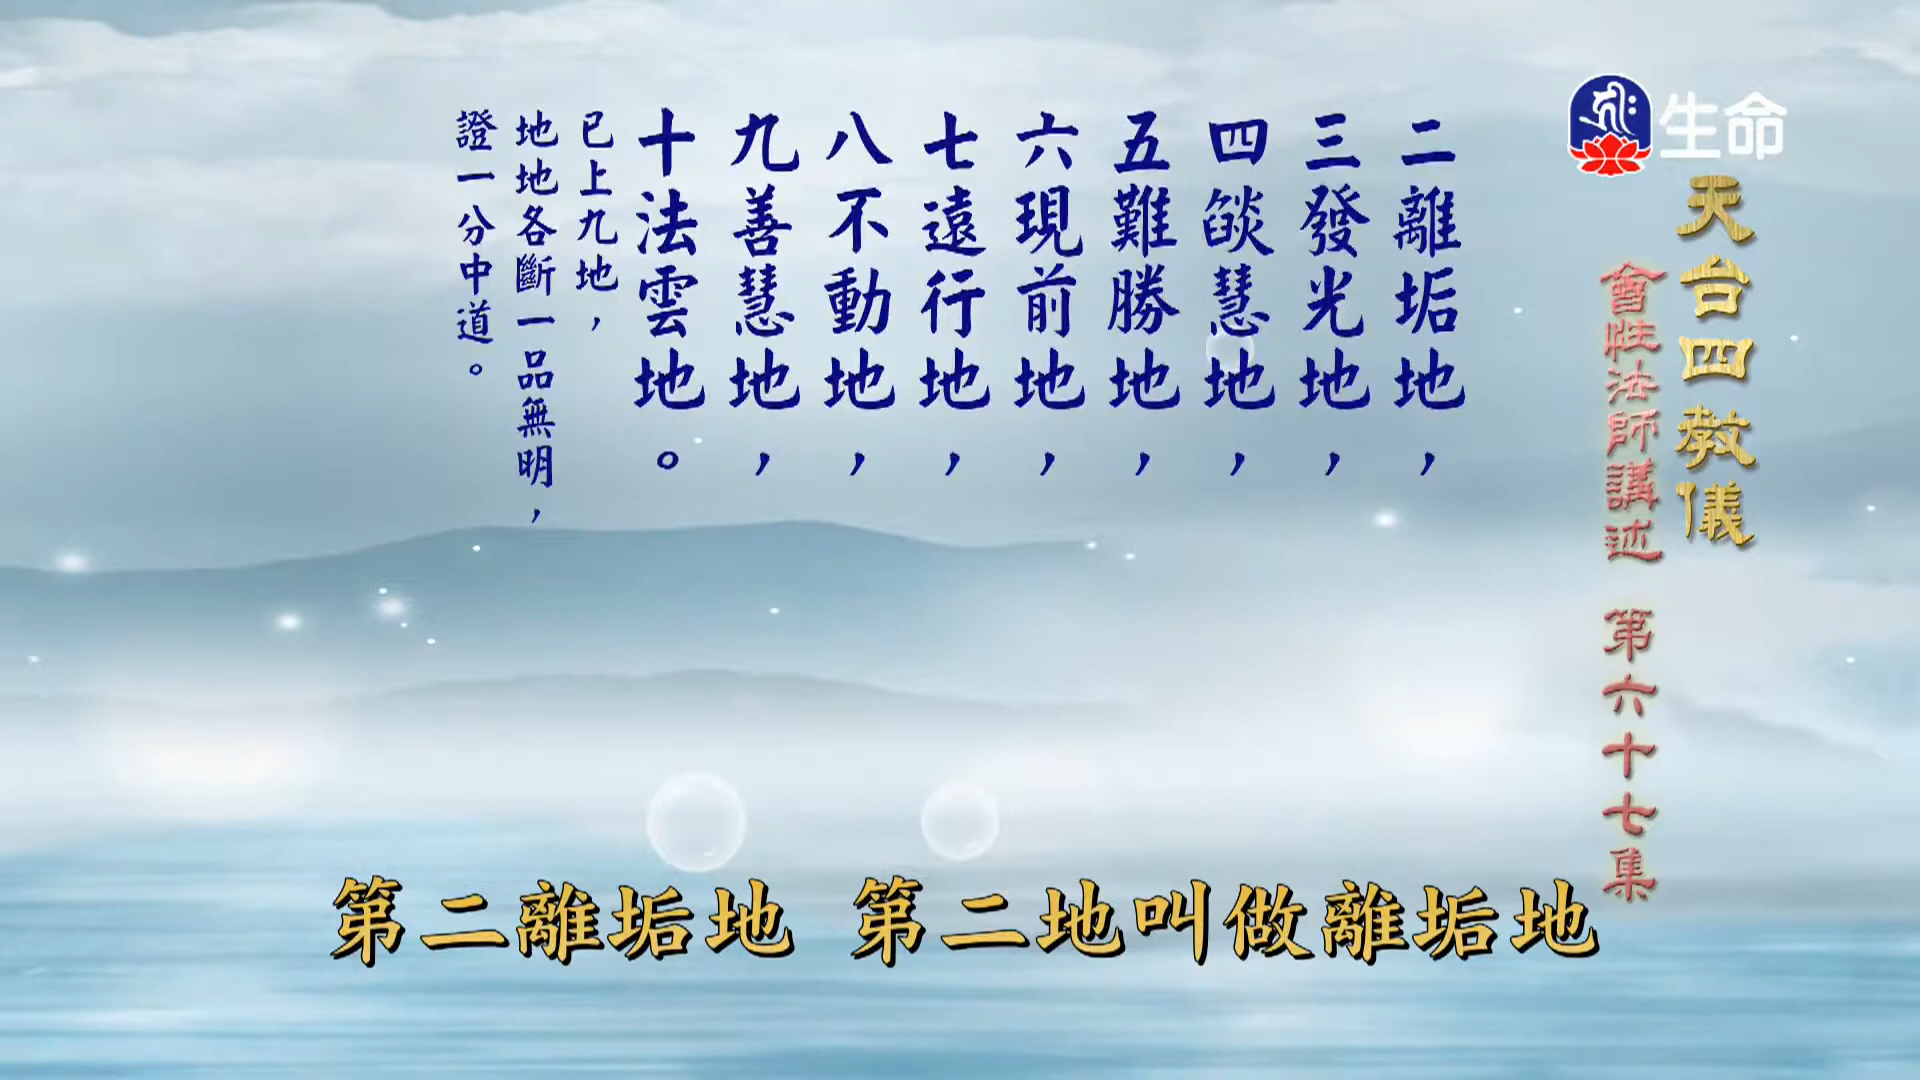 生命
天台四教儀
會性法師講述 第六十七集
二離垢地，
三發光地，
四燄慧地，
五難勝地，
六現前地，
七遠行地，
八不動地，
九善慧地，
十法雲地。
已上九地，
地地各斷一品無明，
證一分中道。
第二離垢地 第二地叫做離垢地